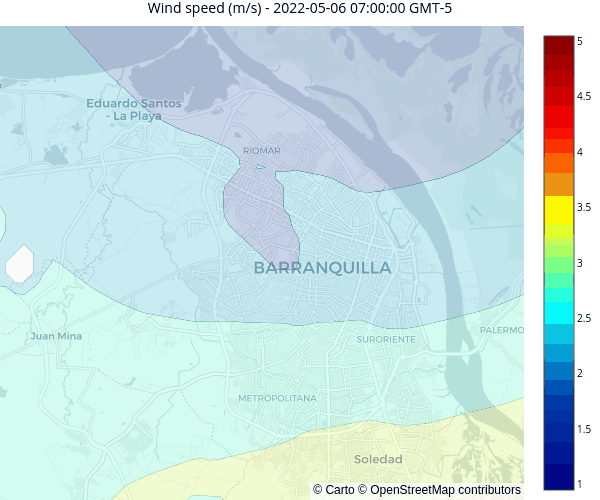 Wind speed (m/s) - 2022-05-06 07:00:00 GMT-5
Eduardo Santos
- La Playa
RIOMAR
BARRANQUILLA
Juan Mina
SURORIENTE
PALERMO
METROPOLITANA
Soledad
© Carto © OpenStreetMap contributors
5
4.5
4
3.5
3
2.5
2
1.5
1